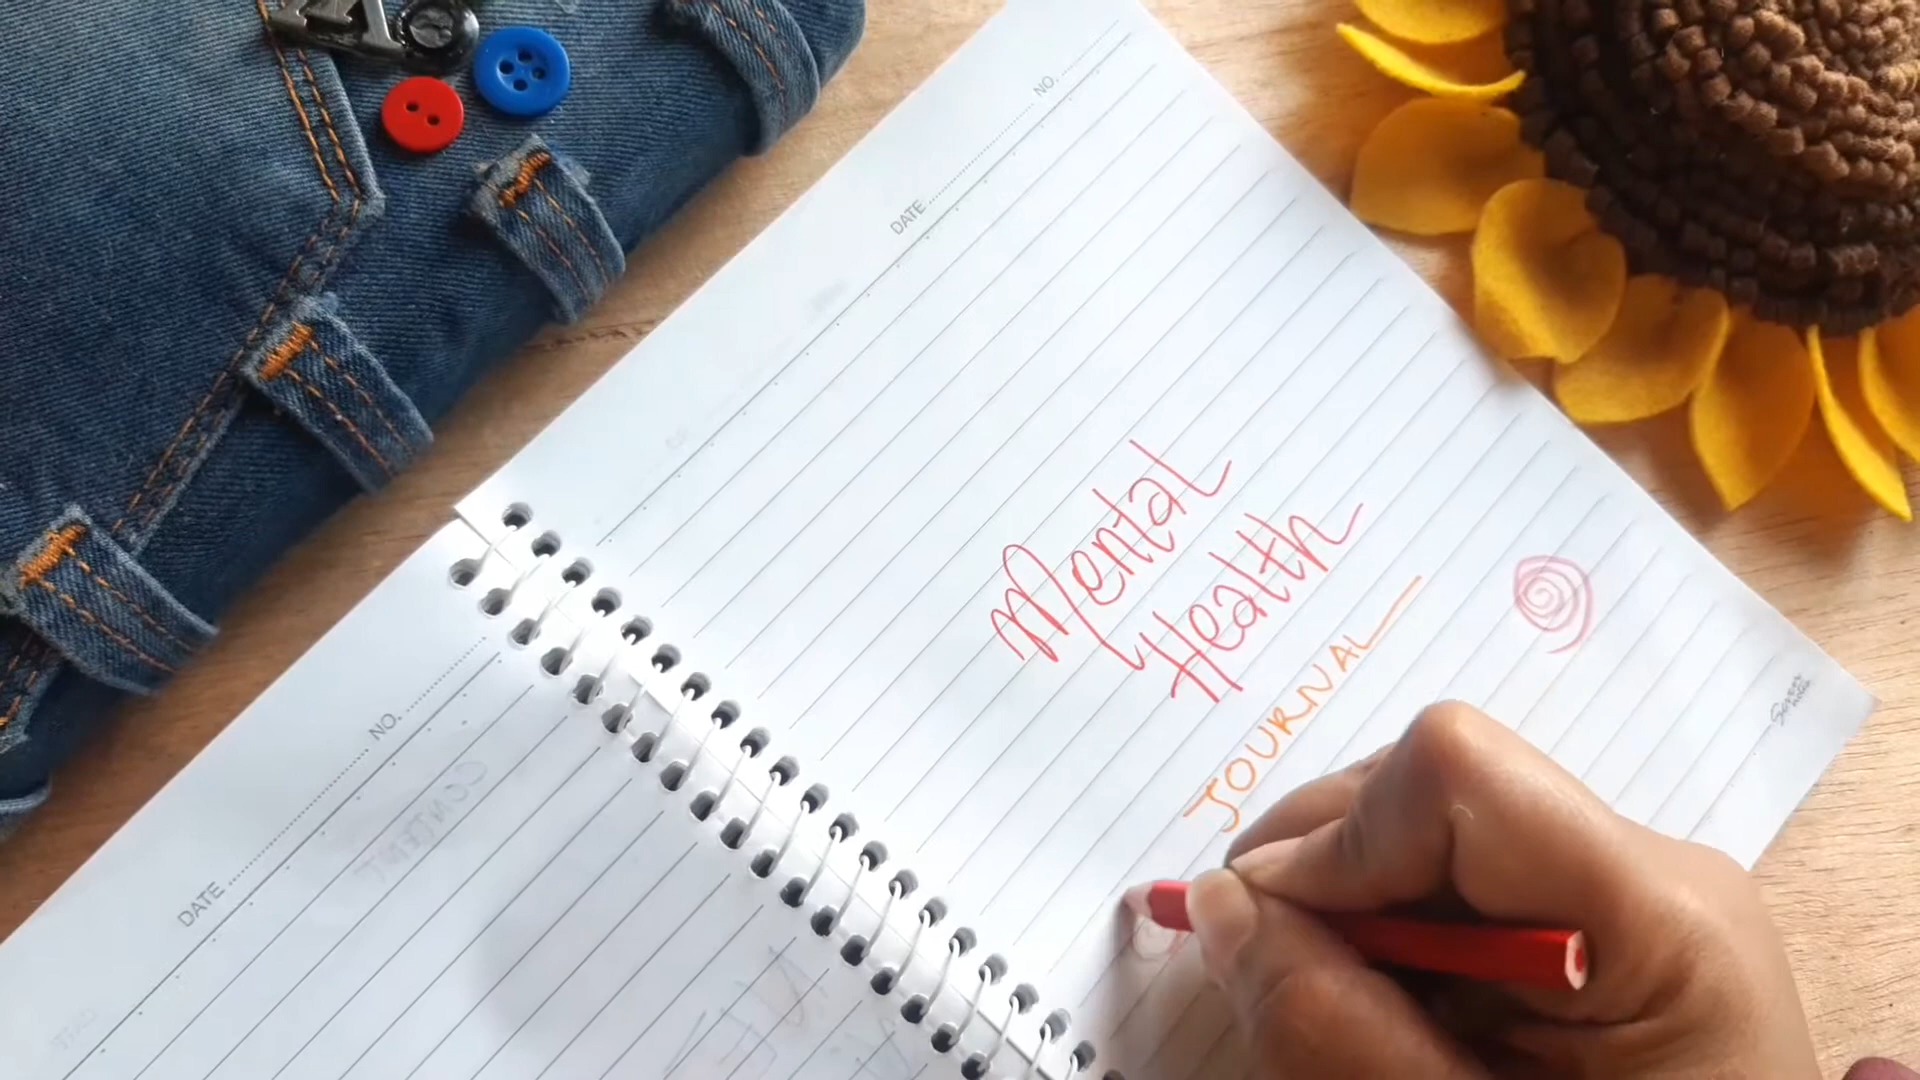 DATE
NO.
Mental
Health
JOURNAL
NO.
DATE